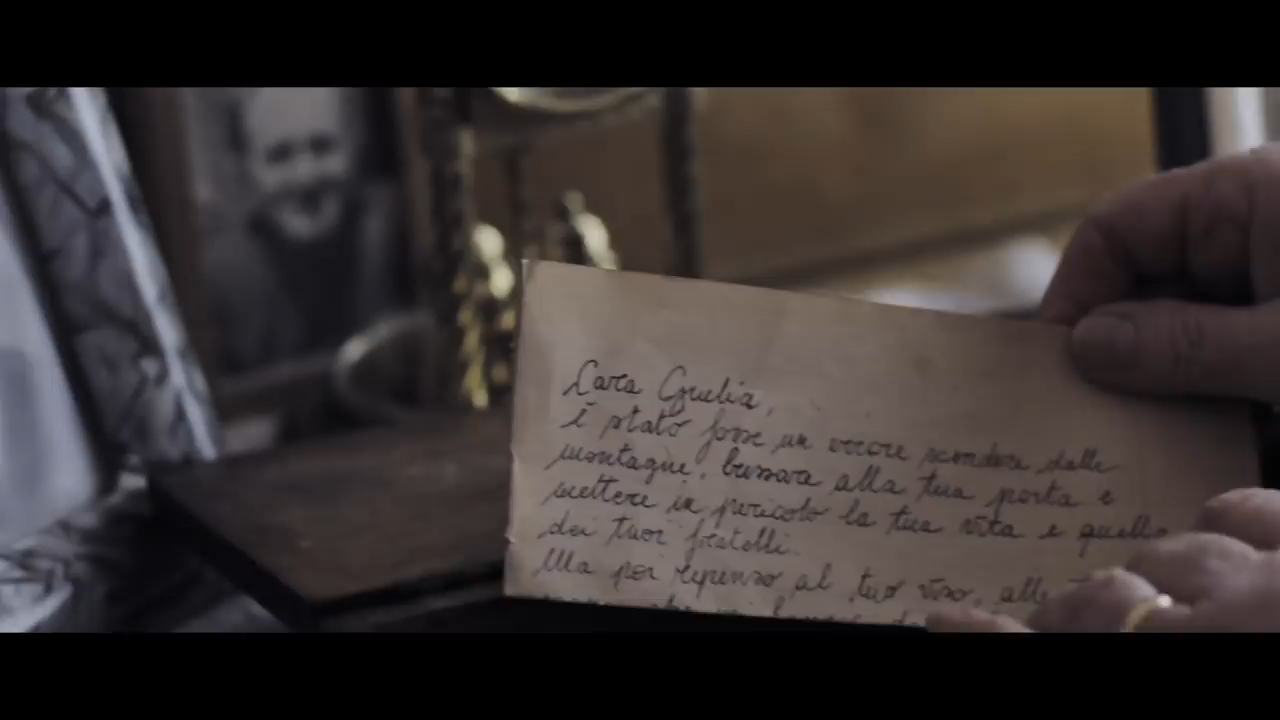 Cara Giulia,
è stato forse un errore scendere dalle
montagne, bussare alla tua porta e
mettere in pericolo la tua vita e quella
dei tuoi fratelli.
Ma poi ripenso al tuo viso, alle